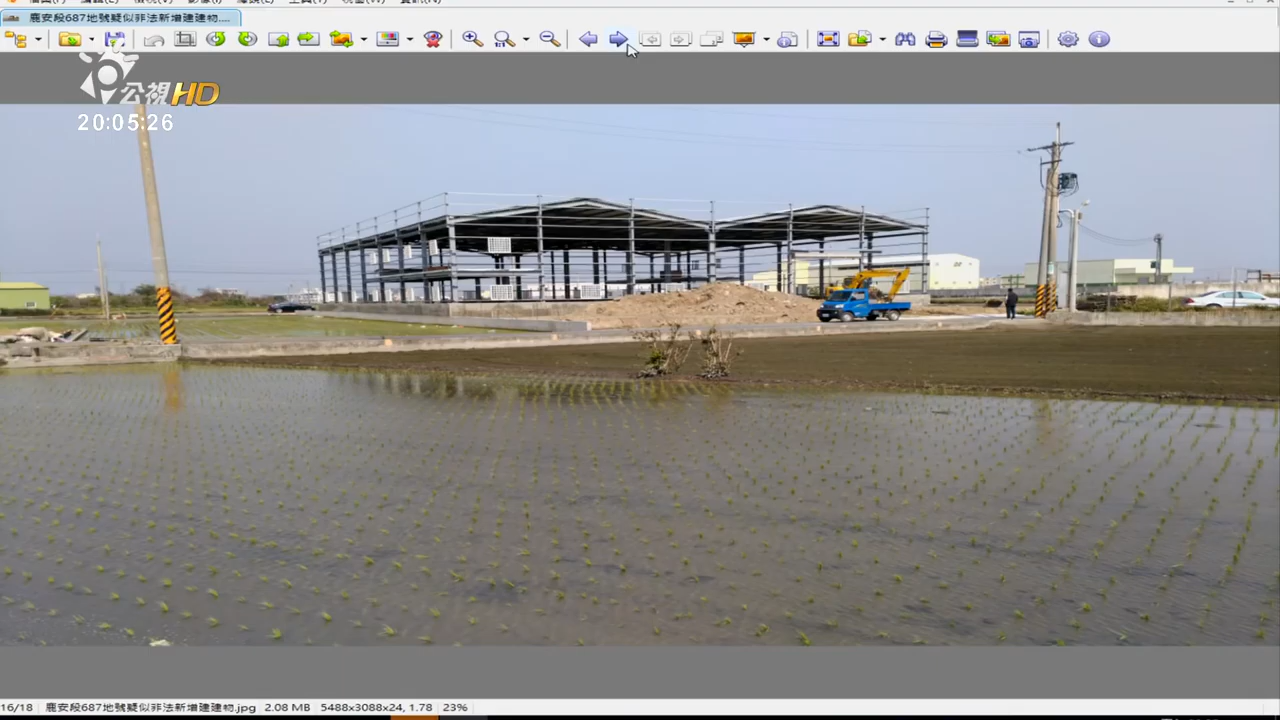 鹿安段687地號疑似非法新增建建物....
公視HD
20:05:26
16/18 鹿安段687地號疑似非法新增建建物.jpg 2.08 MB 5488x3088x24, 1.78 23%